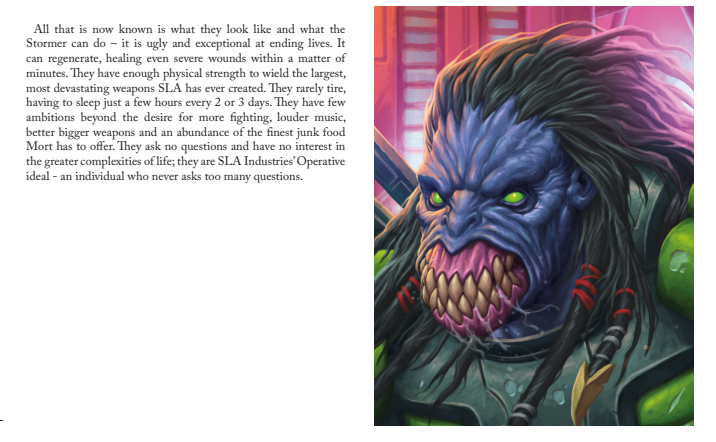 All that is now known is what they look like and what the
Stormer can do – it is ugly and exceptional at ending lives. It
can regenerate, healing even severe wounds within a matter of
minutes. They have enough physical strength to wield the largest,
most devastating weapons SLA has ever created. They rarely tire,
having to sleep just a few hours every 2 or 3 days. They have few
ambitions beyond the desire for more fighting, louder music,
better bigger weapons and an abundance of the finest junk food
Mort has to offer. They ask no questions and have no interest in
the greater complexities of life; they are SLA Industries' Operative
ideal - an individual who never asks too many questions.